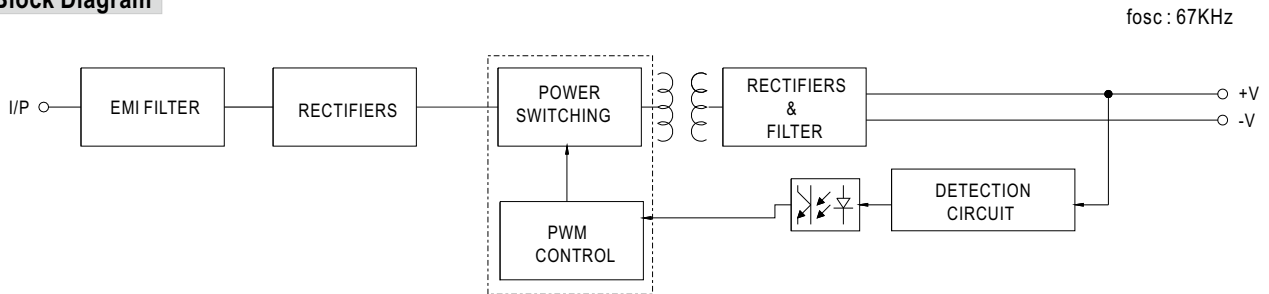 Block Diagram
fosc : 67KHz
I/P
EMI FILTER
RECTIFIERS
POWER
SWITCHING
RECTIFIERS
&
FILTER
+V
-V
DETECTION
CIRCUIT
PWM
CONTROL